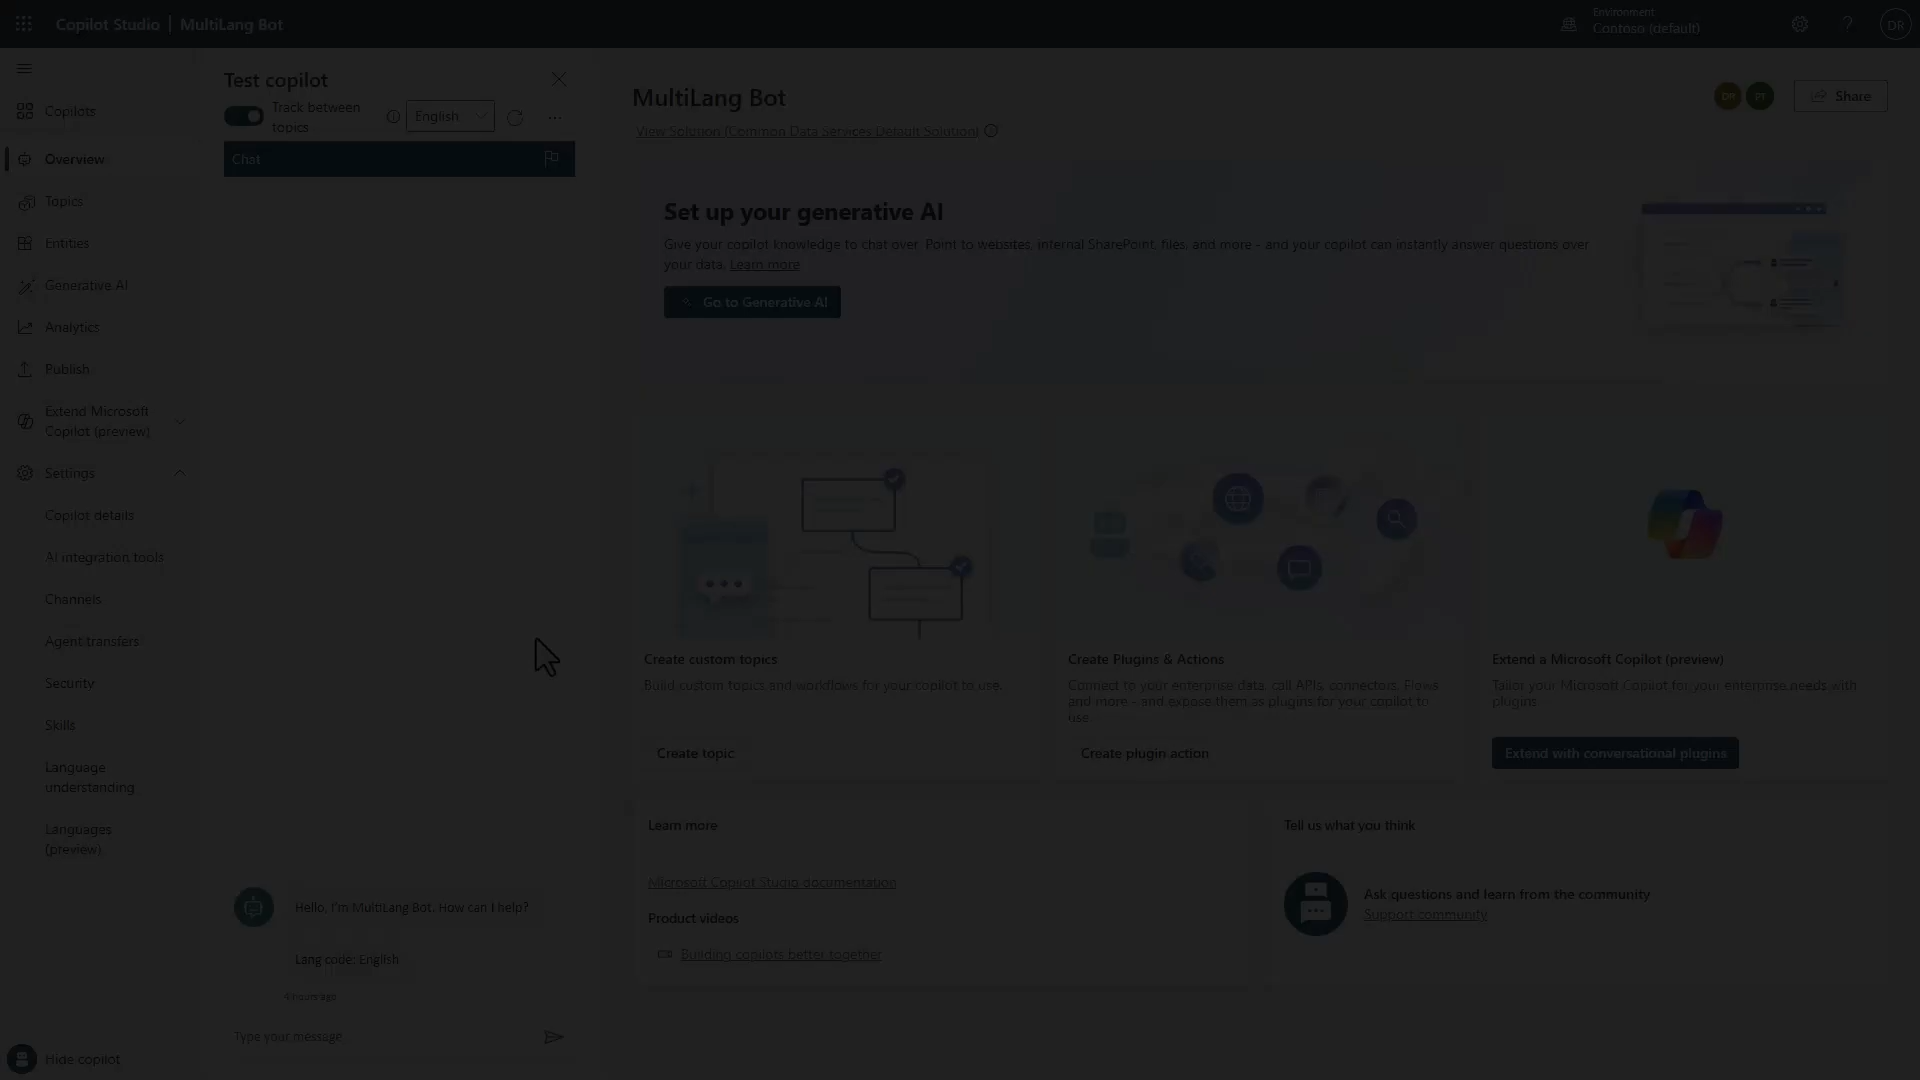 Copilot Studio | MultiLang Bot
Environment
Contoso (default)
?
DR
Test copilot
Track between
topics
English
Chat
Copilots
Overview
Topics
Entities
Generative AI
Analytics
Publish
Extend Microsoft
Copilot (preview)
Settings
Copilot details
AI integration tools
Channels
Agent transfers
Security
Skills
Language
understanding
Languages
(preview)
Hide copilot
Hello, I'm MultiLang Bot. How can I help?
Lang code: English
4 hours ago
Type your message
MultiLang Bot
View Solution (Common Data Services Default Solution)
DR
PT
Share
Set up your generative AI
Give your copilot knowledge to chat over. Point to websites, internal SharePoint, files, and more - and your copilot can instantly answer questions over
your data. Learn more
Go to Generative AI
Create custom topics
Build custom topics and workflows for your copilot to use.
Create topic
Create Plugins & Actions
Connect to your enterprise data, call APIs, connectors, Flows
and more - and expose them as plugins for your copilot to
use.
Create plugin action
Extend a Microsoft Copilot (preview)
Tailor your Microsoft Copilot for your enterprise needs with
plugins
Extend with conversational plugins
Learn more
Microsoft Copilot Studio documentation
Product videos
Building copilots better together
Tell us what you think
Ask questions and learn from the community
Support community